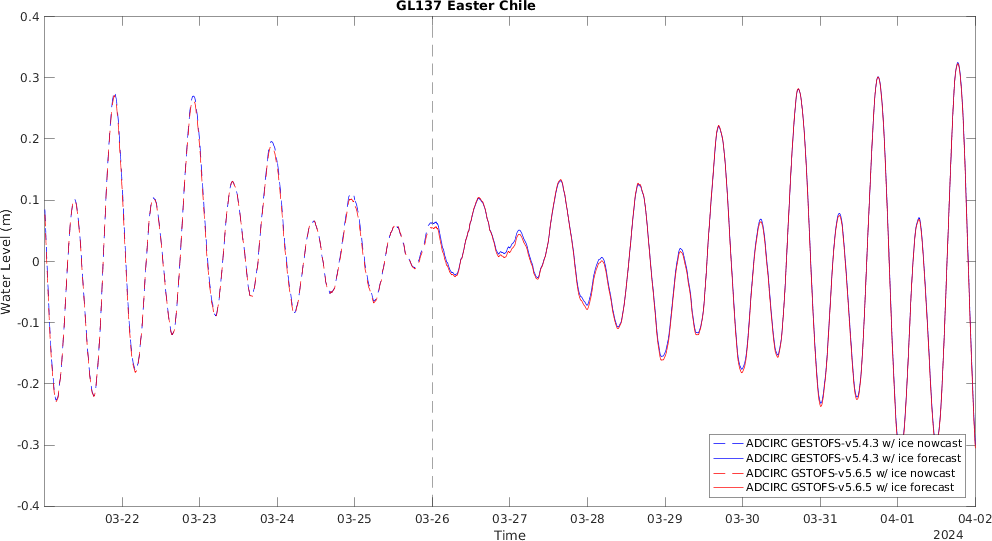 GL137 Easter Chile
0.4
0.3
0.2
0.1
0
-0.1
-0.2
-0.3
-0.4
Water Level (m)
ADCIRC GESTOFS-v5.4.3 w/ ice nowcast
ADCIRC GESTOFS-v5.4.3 w/ ice forecast
ADCIRC GSTOFS-v5.6.5 w/ ice nowcast
ADCIRC GSTOFS-v5.6.5 w/ ice forecast
03-22 03-23 03-24 03-25 03-26 03-27 03-28 03-29 03-30 03-31 04-01 04-02
Time
2024